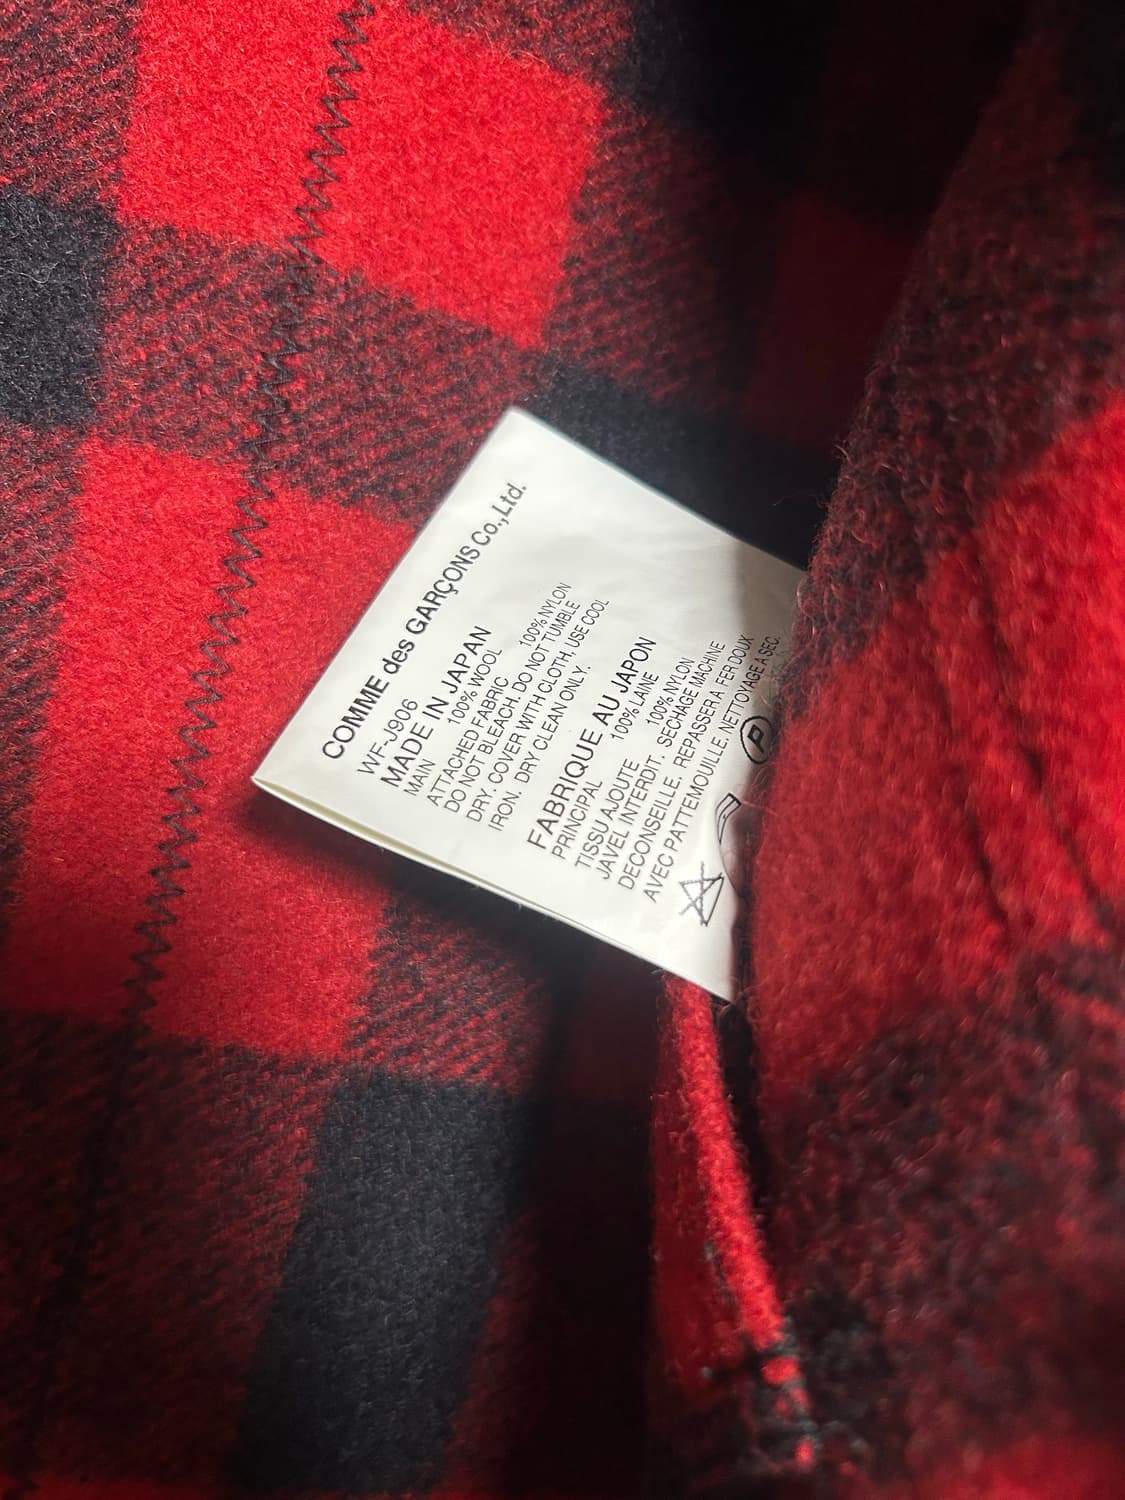 COMME des GARÇONS Co.,Ltd.
WF-J906
MADE IN JAPAN
MAIN 100% WOOL
ATTACHED FABRIC 100% NYLON
DO NOT BLEACH. DO NOT TUMBLE
DRY. COVER WITH CLOTH, USE COOL
IRON. DRY CLEAN ONLY.
FABRIQUE AU JAPON
PRINCIPAL 100% LAINE
TISSU AJOUTE 100% NYLON
JAVEL INTERDIT. SECHAGE MACHINE
DECONSEILLE. REPASSER A FER DOUX
AVEC PATTEMOUILLE. NETTOYAGE A SEC.
P